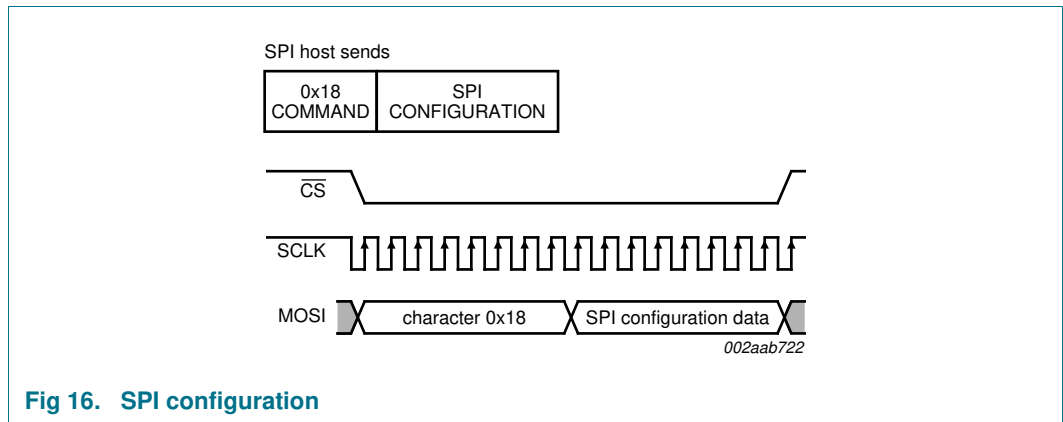 SPI host sends
0x18
COMMAND
SPI
CONFIGURATION
CS
SCLK
MOSI
character 0x18
SPI configuration data
002aab722
Fig 16. SPI configuration